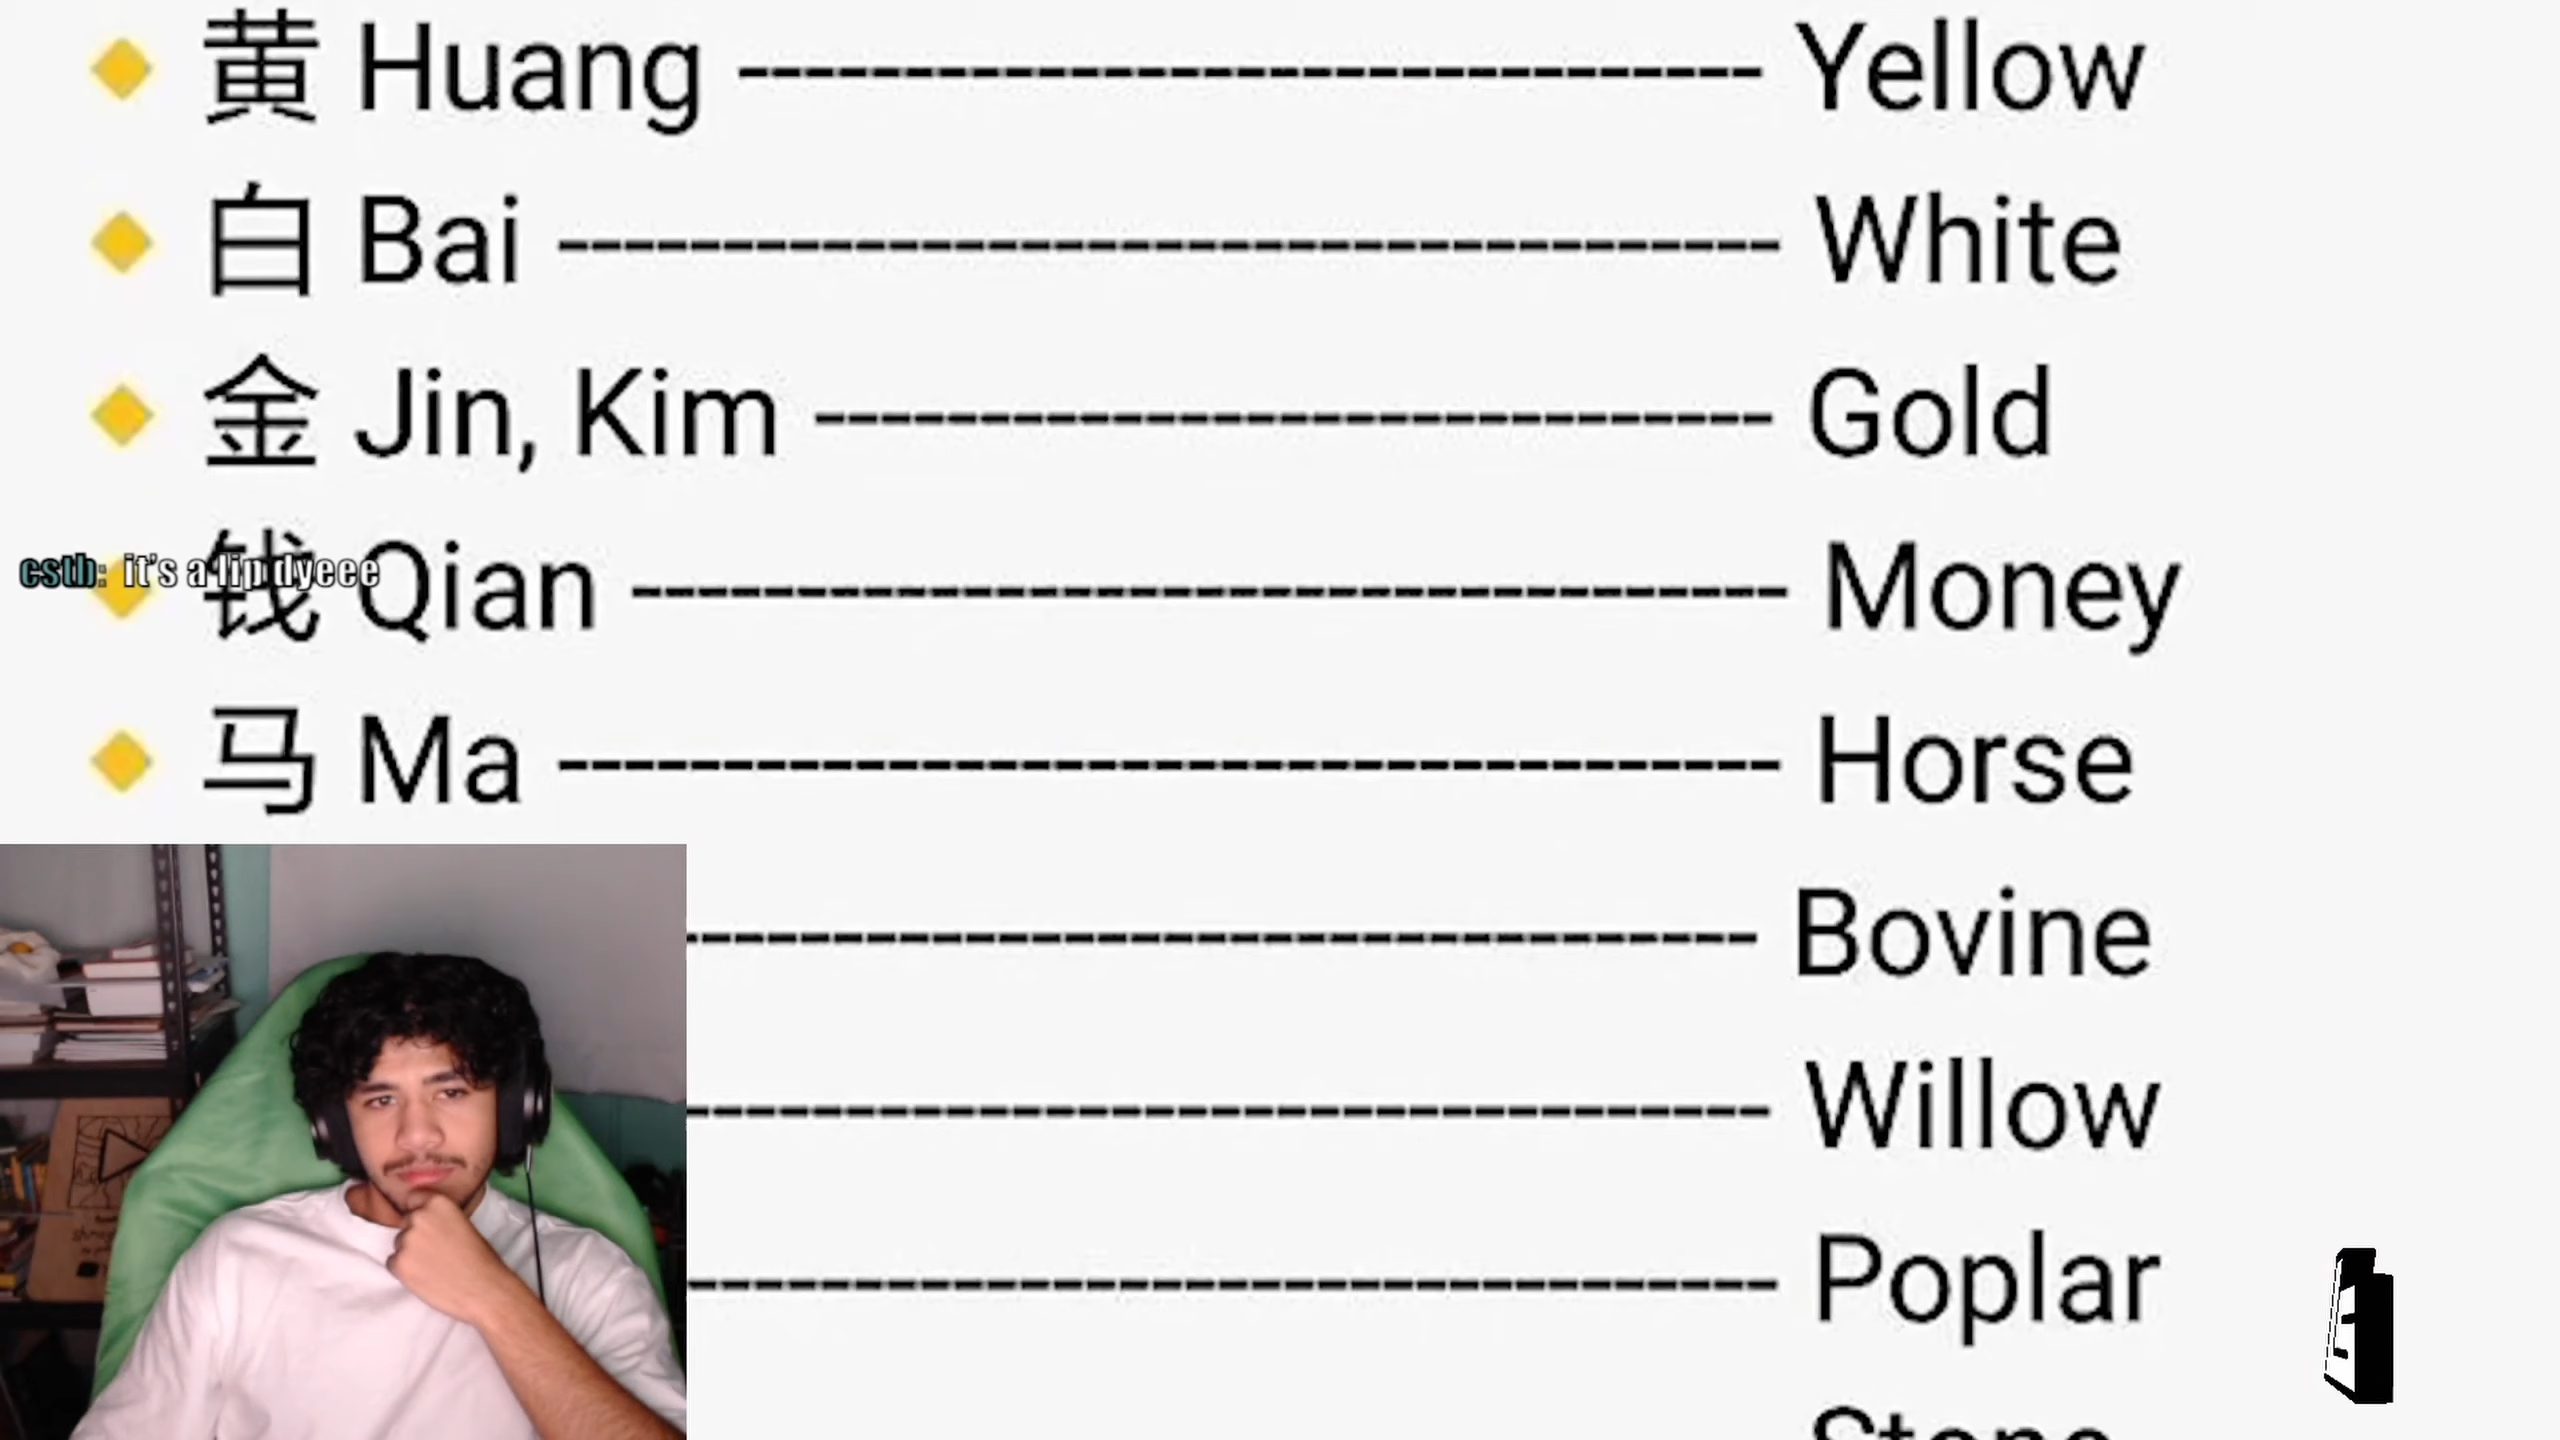 黄 Huang ------------------------------- Yellow
白 Bai ------------------------------------- White
金 Jin, Kim ----------------------------- Gold
钱 Qian ----------------------------------- Money
cstb: it's a lip dyeee
马 Ma ------------------------------------- Horse
--------------------------------- Bovine
--------------------------------- Willow
--------------------------------- Poplar
Stone
E